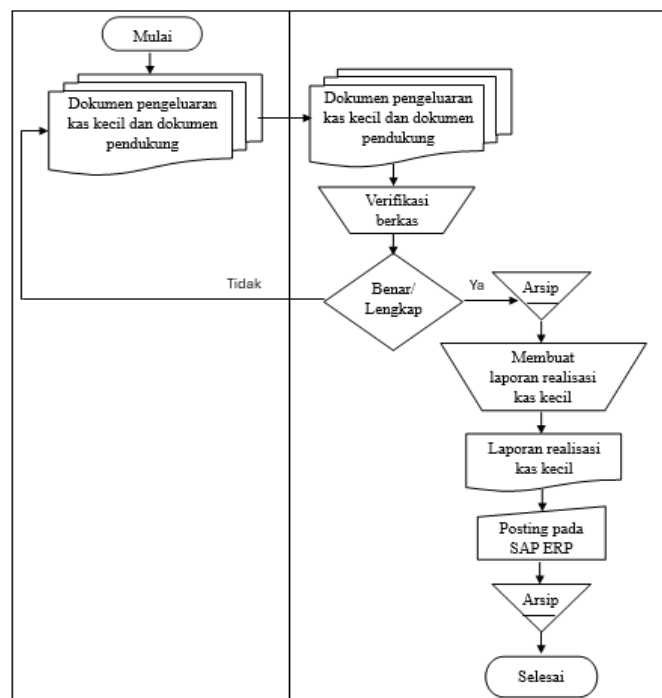 Mulai
Dokumen pengeluaran
kas kecil dan dokumen
pendukung
Dokumen pengeluaran
kas kecil dan dokumen
pendukung
Verifikasi
berkas
Benar/
Lengkap
Tidak
Ya
Arsip
Membuat
laporan realisasi
kas kecil
Laporan realisasi
kas kecil
Posting pada
SAP ERP
Arsip
Selesai